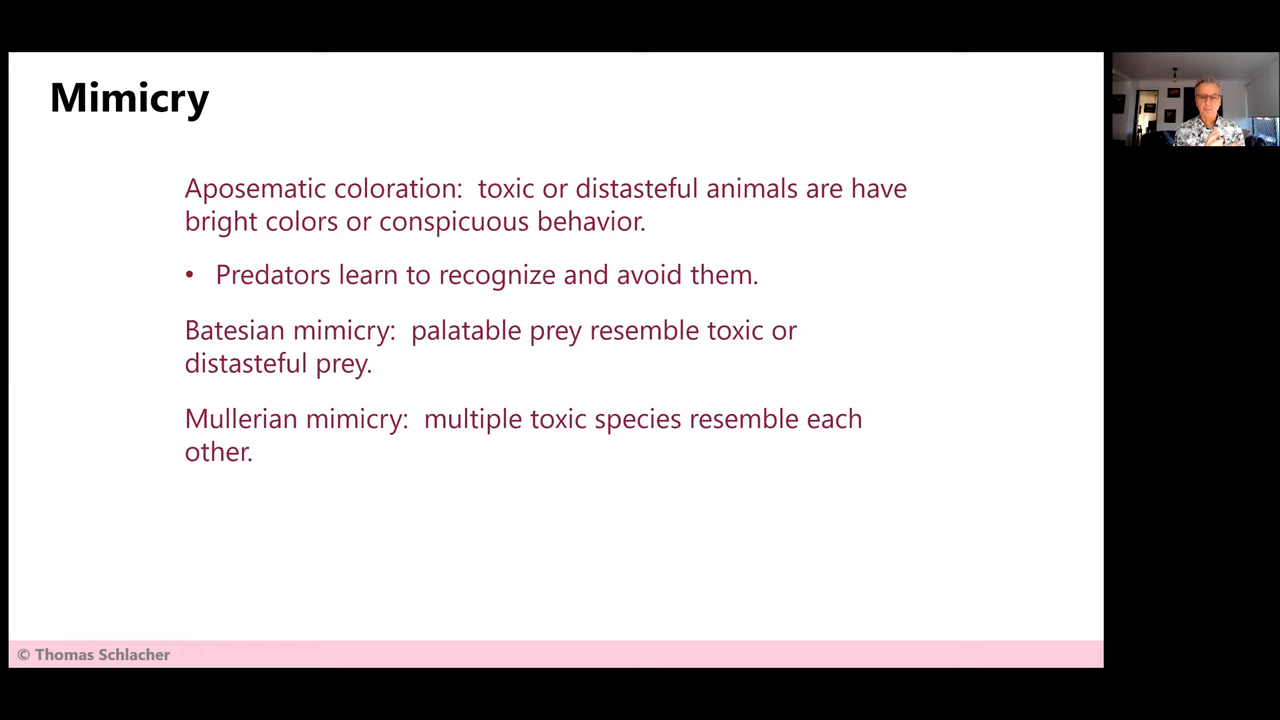 Mimicry
Aposematic coloration:  toxic or distasteful animals are have
bright colors or conspicuous behavior.
• Predators learn to recognize and avoid them.
Batesian mimicry:  palatable prey resemble toxic or
distasteful prey.
Mullerian mimicry:  multiple toxic species resemble each
other.
© Thomas Schlacher